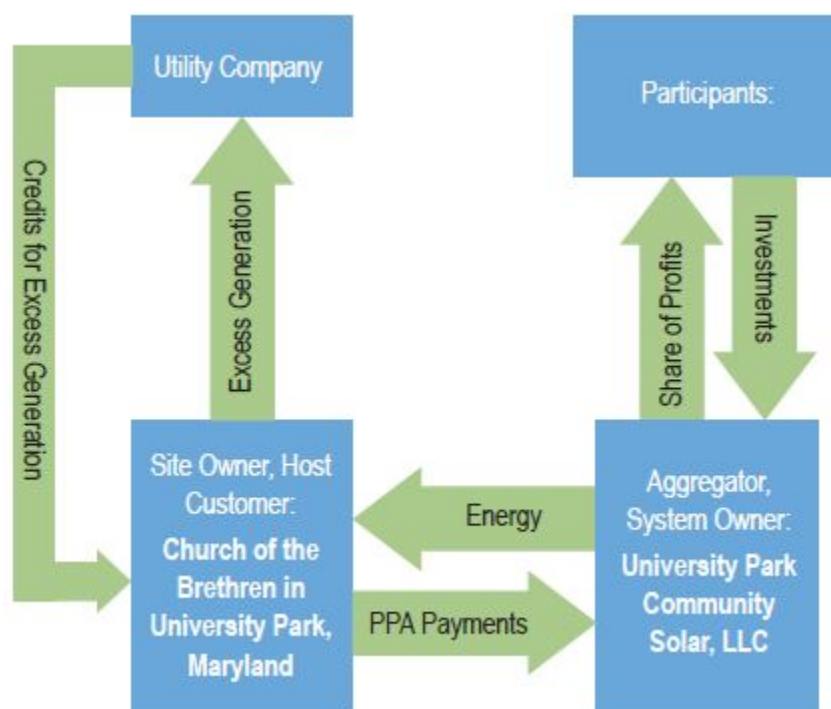 Utility Company
Participants:
Credits for Excess Generation
Excess Generation
Share of Profits
Investments
Site Owner, Host
Customer:
Church of the
Brethren in
University Park,
Maryland
Energy
PPA Payments
Aggregator,
System Owner:
University Park
Community
Solar, LLC